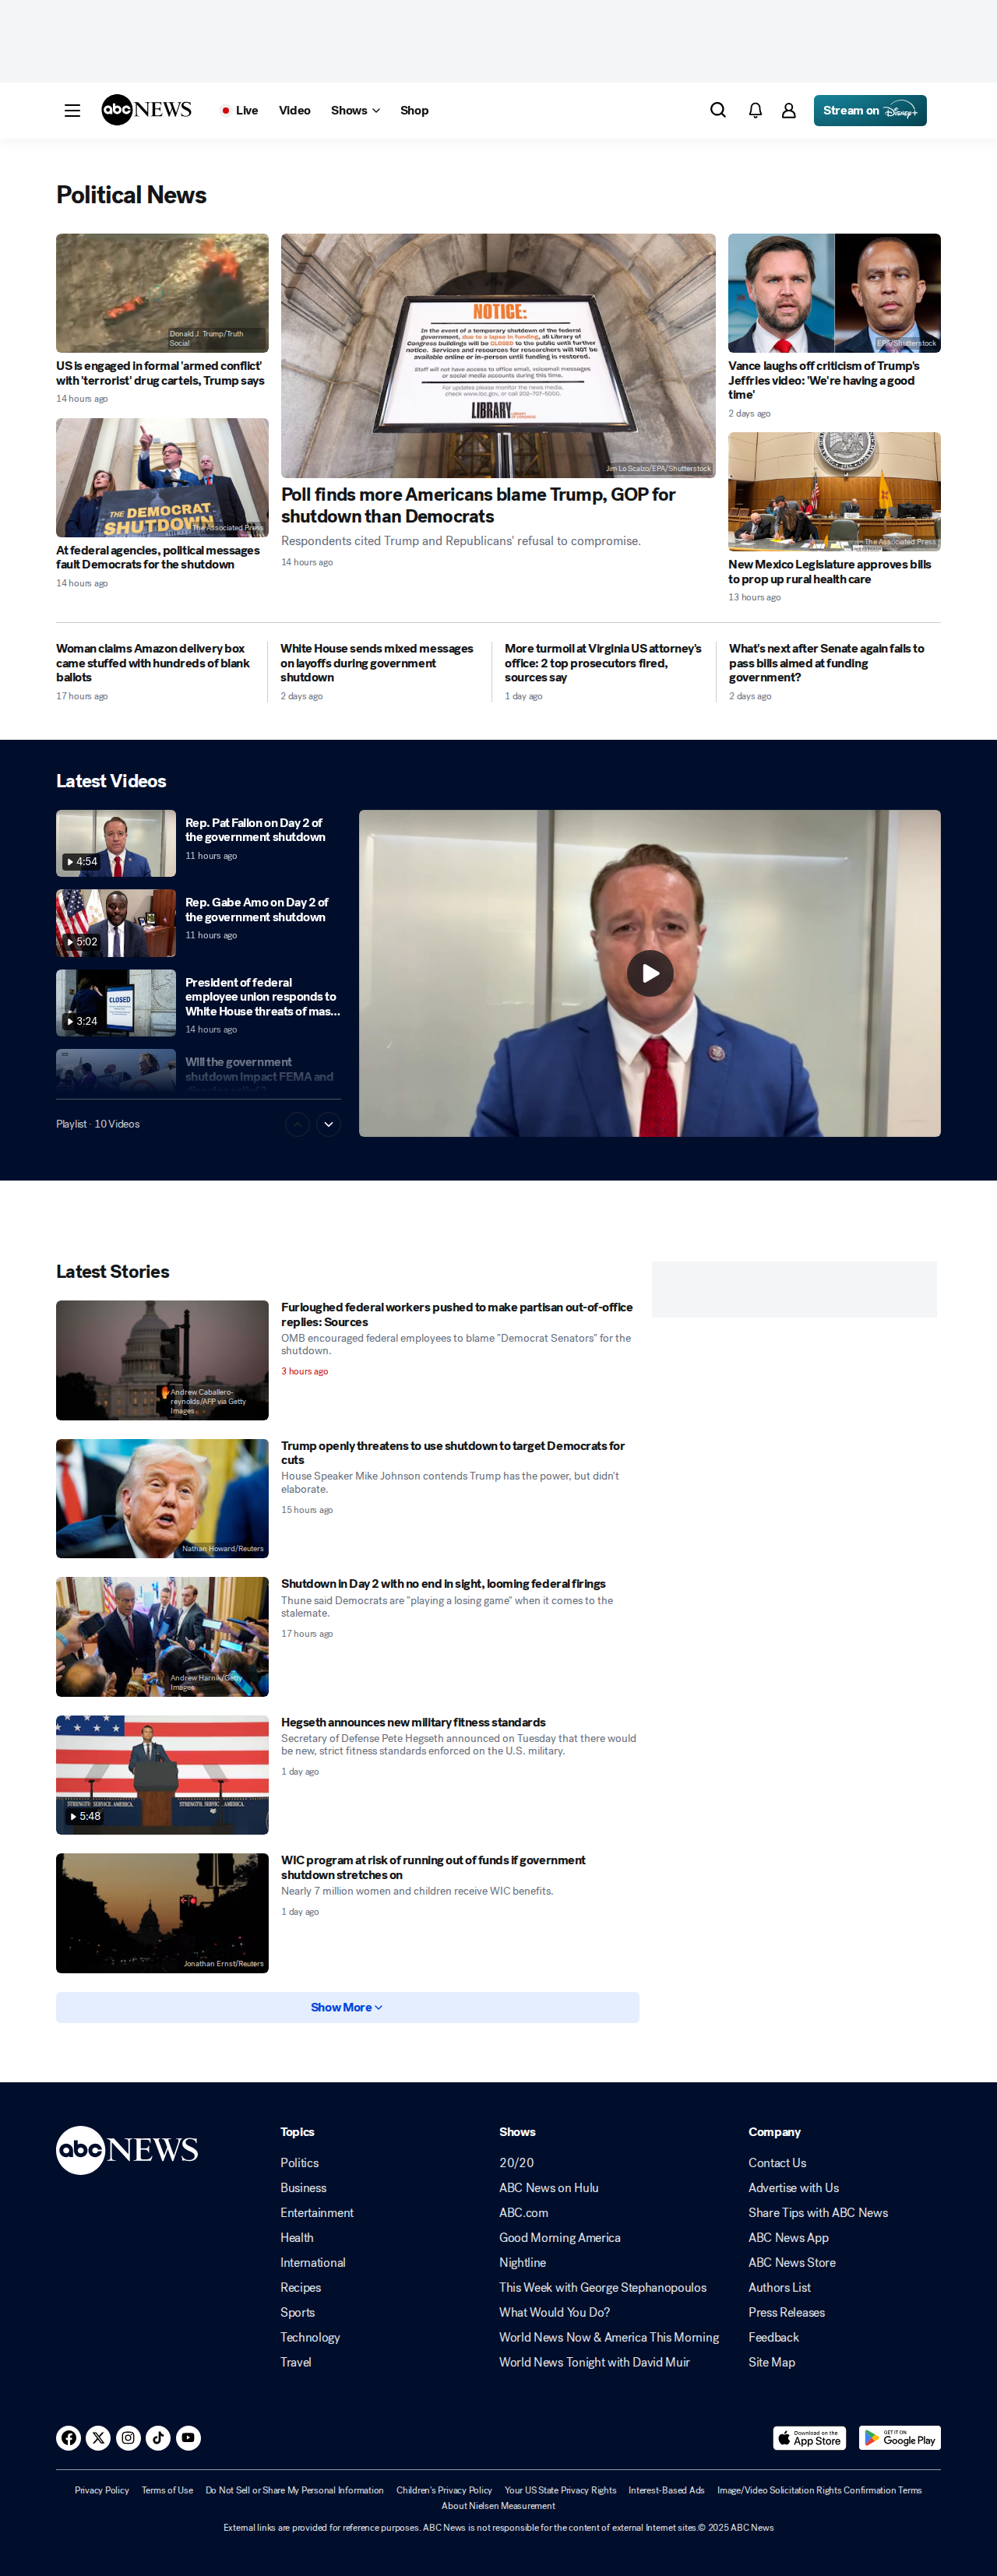 abc NEWS
Live
Video
Shows
Shop
Stream on Disney+
Political News
Donald J. Trump/Truth
Social
US is engaged in formal 'armed conflict'
with 'terrorist' drug cartels, Trump says
14 hours ago
THE DEMOCRAT
SHUTDOWN
The Associated Press
At federal agencies, political messages
fault Democrats for the shutdown
14 hours ago
NOTICE:
In the event of a temporary shutdown of the federal
government, due to a lapse in funding, all Library of
Congress buildings will be CLOSED to the public until further
notice. Services and resources for researchers will NOT be
available online or in-person until funding is restored.
Staff will not have access to office email, voicemail messages
or social media accounts during this time.
For updates please monitor the news media,
check www.loc.gov, or call 202-707-5000.
LIBRARY
LIBRARY
OF CONGRESS
Jim Lo Scalzo/EPA/Shutterstock
Poll finds more Americans blame Trump, GOP for
shutdown than Democrats
Respondents cited Trump and Republicans' refusal to compromise.
14 hours ago
EPA/Shutterstock
Vance laughs off criticism of Trump's
Jeffries video: 'We're having a good
time'
2 days ago
The Associated Press
New Mexico Legislature approves bills
to prop up rural health care
13 hours ago
Woman claims Amazon delivery box
came stuffed with hundreds of blank
ballots
17 hours ago
White House sends mixed messages
on layoffs during government
shutdown
2 days ago
More turmoil at Virginia US attorney's
office: 2 top prosecutors fired,
sources say
1 day ago
What's next after Senate again fails to
pass bills aimed at funding
government?
2 days ago
Latest Videos
4:54
Rep. Pat Fallon on Day 2 of
the government shutdown
11 hours ago
5:02
Rep. Gabe Amo on Day 2 of
the government shutdown
11 hours ago
CLOSED
3:24
President of federal
employee union responds to
White House threats of mas...
14 hours ago
Will the government
shutdown impact FEMA and
Playlist · 10 Videos
Latest Stories
Andrew Caballero-
reynolds/AFP via Getty
Images
Furloughed federal workers pushed to make partisan out-of-office
replies: Sources
OMB encouraged federal employees to blame "Democrat Senators" for the
shutdown.
3 hours ago
Nathan Howard/Reuters
Trump openly threatens to use shutdown to target Democrats for
cuts
House Speaker Mike Johnson contends Trump has the power, but didn't
elaborate.
15 hours ago
Andrew Harnik/Getty
Images
Shutdown in Day 2 with no end in sight, looming federal firings
Thune said Democrats are "playing a losing game" when it comes to the
stalemate.
17 hours ago
STRENGTH. SERVICE. AMERICA.
STRENGTH. SERVIC . AMERICA.
5:48
Hegseth announces new military fitness standards
Secretary of Defense Pete Hegseth announced on Tuesday that there would
be new, strict fitness standards enforced on the U.S. military.
1 day ago
Jonathan Ernst/Reuters
WIC program at risk of running out of funds if government
shutdown stretches on
Nearly 7 million women and children receive WIC benefits.
1 day ago
Show More
abc NEWS
Topics
Politics
Business
Entertainment
Health
International
Recipes
Sports
Technology
Travel
Shows
20/20
ABC News on Hulu
ABC.com
Good Morning America
Nightline
This Week with George Stephanopoulos
What Would You Do?
World News Now & America This Morning
World News Tonight with David Muir
Company
Contact Us
Advertise with Us
Share Tips with ABC News
ABC News App
ABC News Store
Authors List
Press Releases
Feedback
Site Map
Download on the
App Store
GET IT ON
Google Play
Privacy Policy
Terms of Use
Do Not Sell or Share My Personal Information
Children's Privacy Policy
Your US State Privacy Rights
Interest-Based Ads
Image/Video Solicitation Rights Confirmation Terms
About Nielsen Measurement
External links are provided for reference purposes. ABC News is not responsible for the content of external Internet sites.© 2025 ABC News